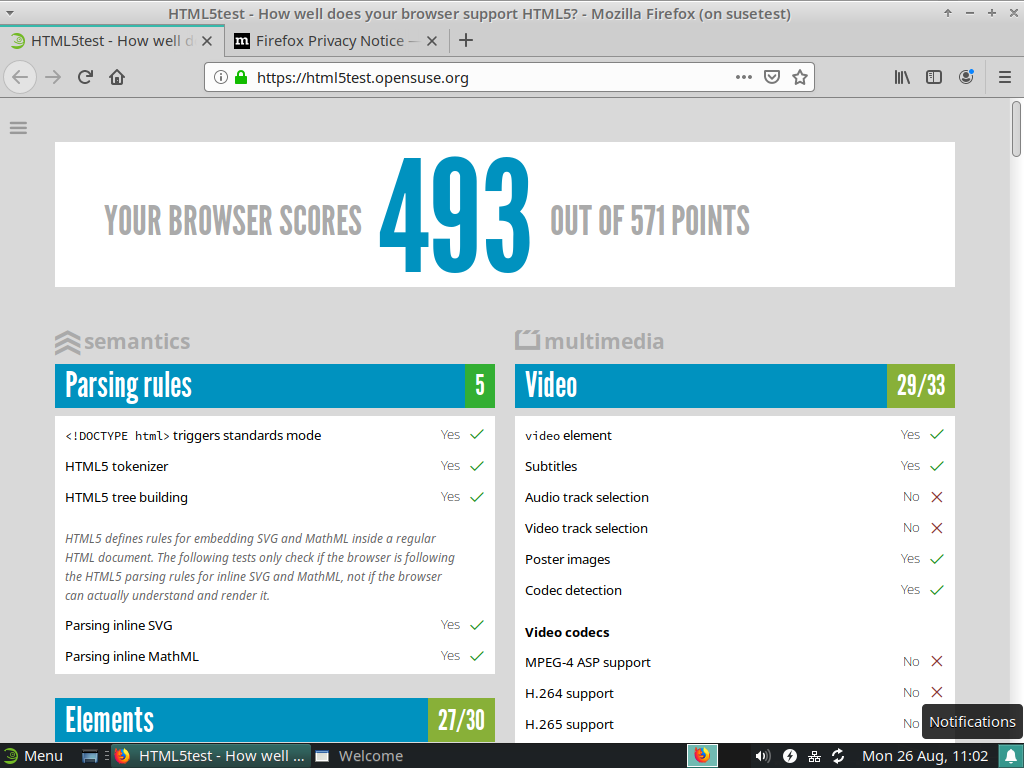 HTML5test - How well does your browser support HTML5? - Mozilla Firefox (on susetest)
HTML5test - How well d
m Firefox Privacy Notice —
https://html5test.opensuse.org
YOUR BROWSER SCORES 493 OUT OF 571 POINTS
semantics
Parsing rules 5
<!DOCTYPE html> triggers standards mode Yes
HTML5 tokenizer Yes
HTML5 tree building Yes
HTML5 defines rules for embedding SVG and MathML inside a regular
HTML document. The following tests only check if the browser is following
the HTML5 parsing rules for inline SVG and MathML, not if the browser
can actually understand and render it.
Parsing inline SVG Yes
Parsing inline MathML Yes
Elements 27/30
multimedia
Video 29/33
video element Yes
Subtitles Yes
Audio track selection No
Video track selection No
Poster images Yes
Codec detection Yes
Video codecs
MPEG-4 ASP support No
H.264 support No
H.265 support No
Notifications
Menu
HTML5test - How well ...
Welcome
Mon 26 Aug, 11:02